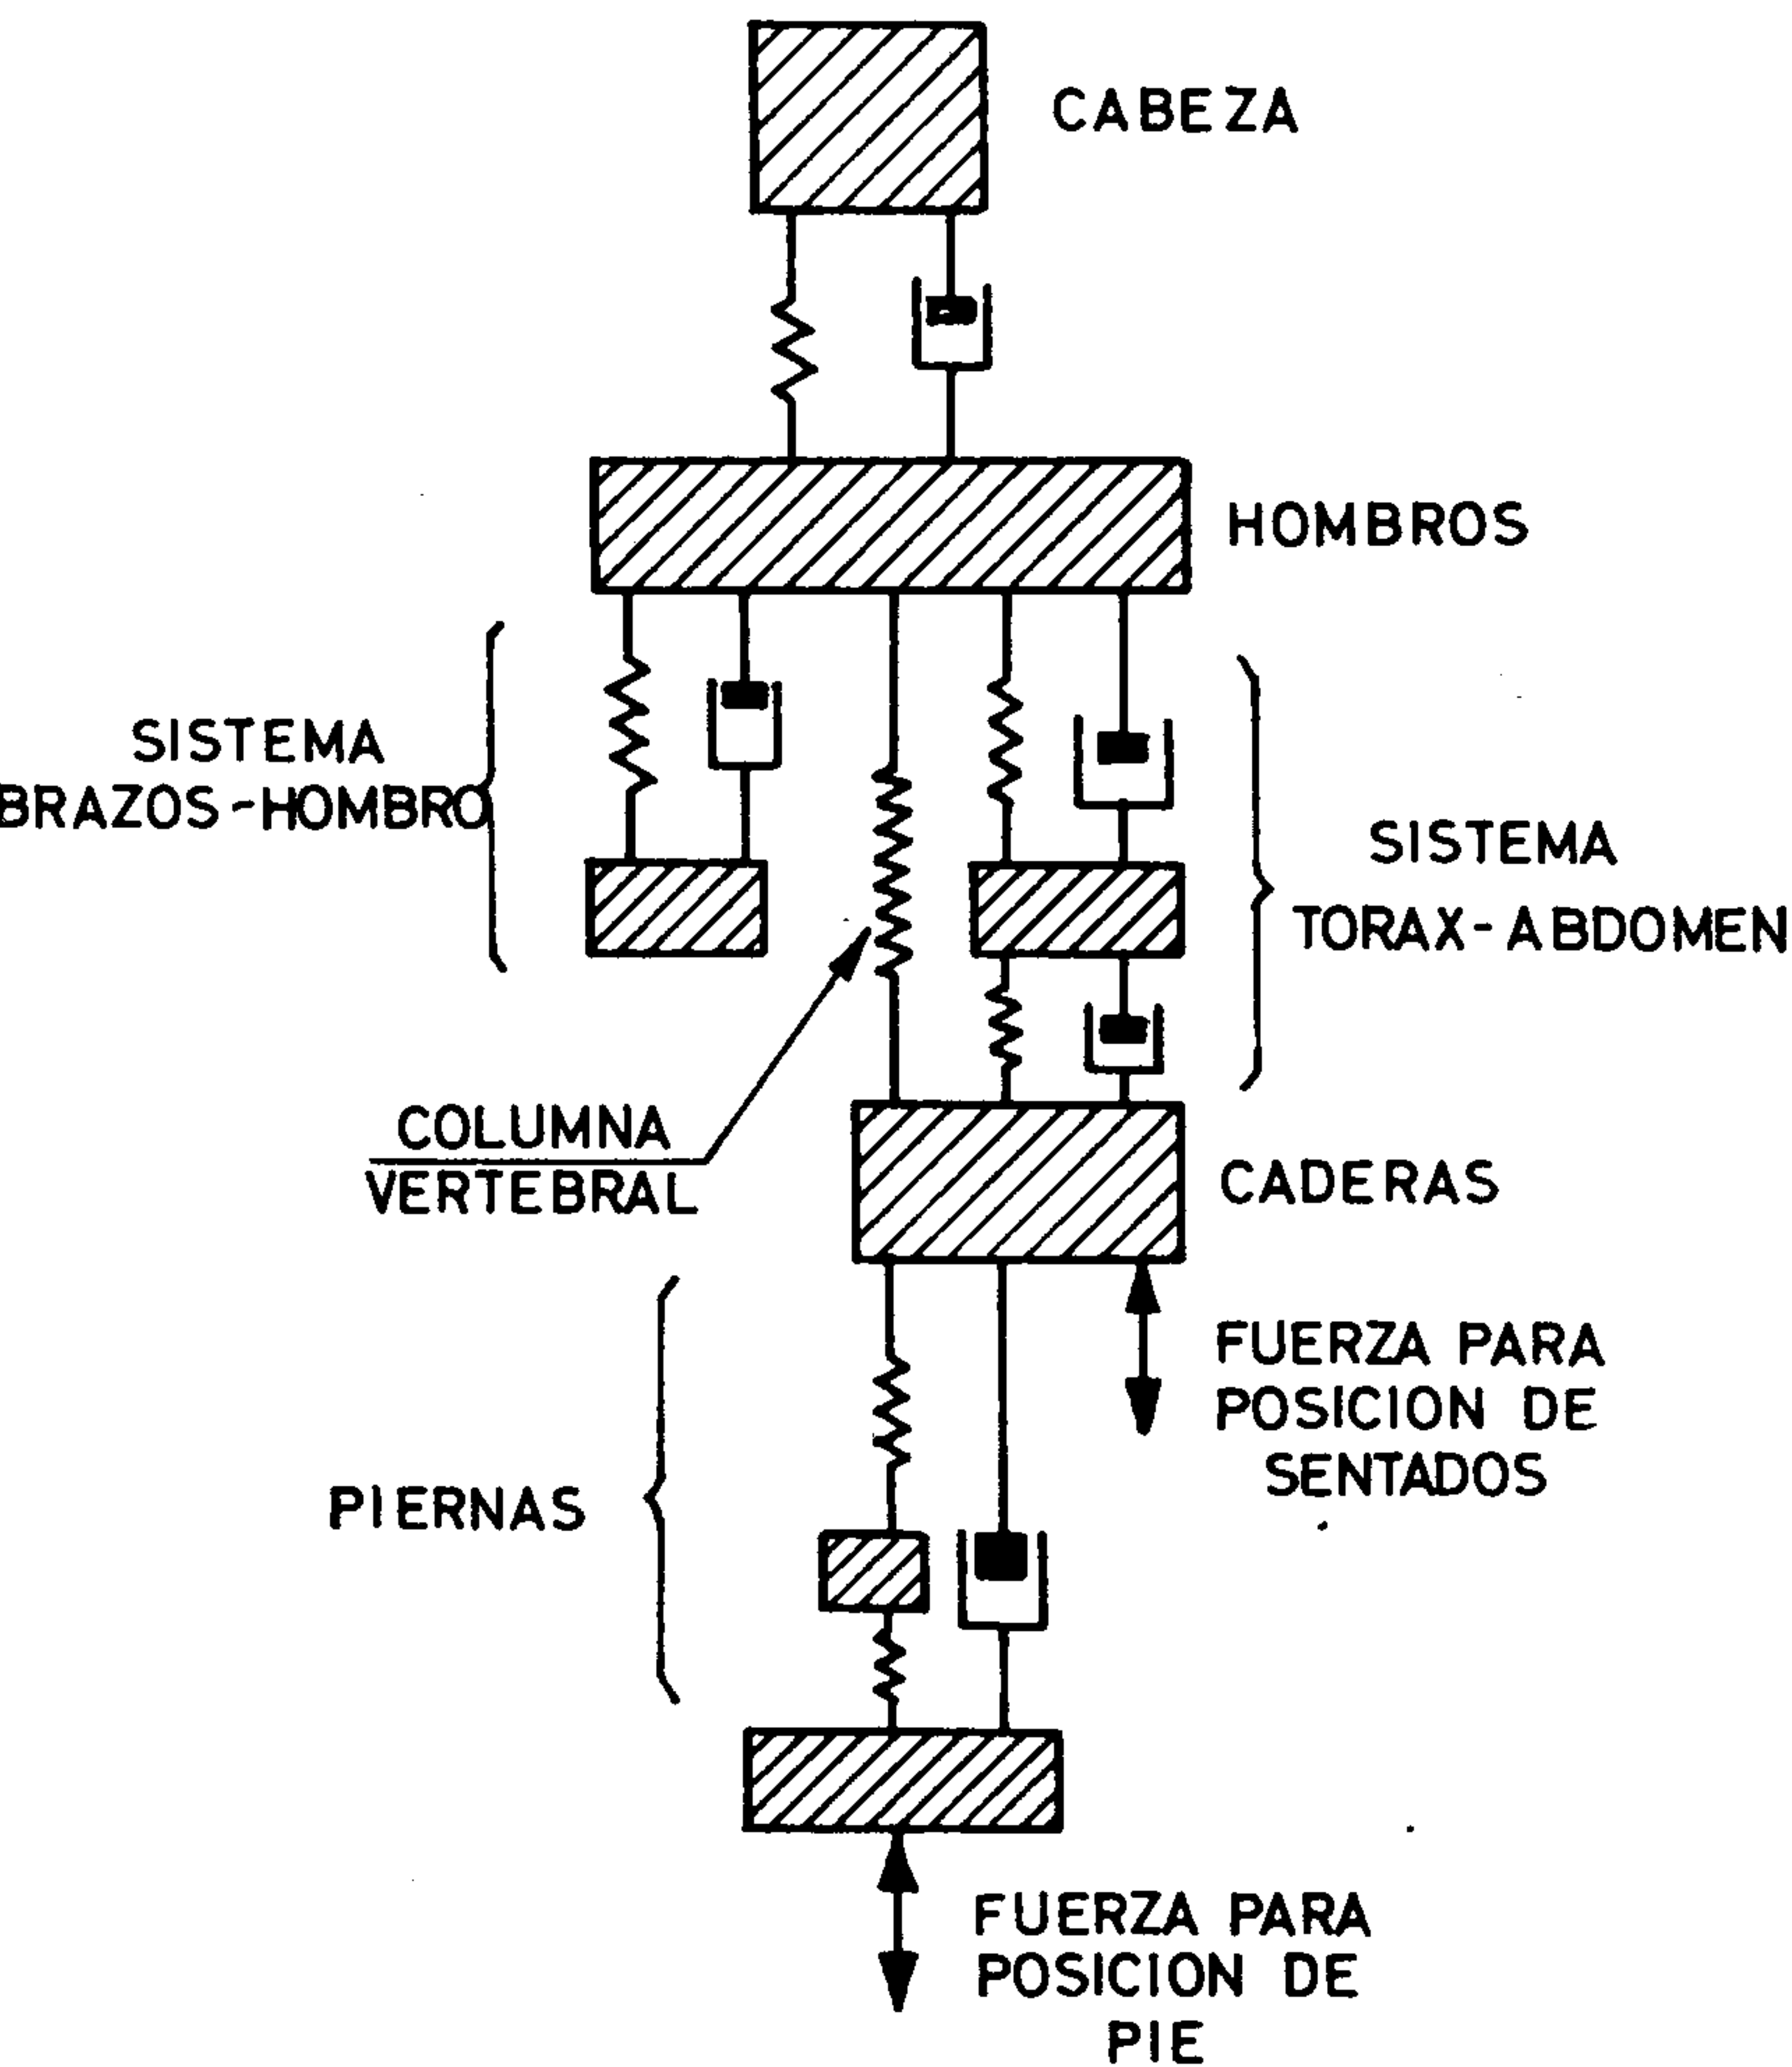 CABEZA
HOMBROS
SISTEMA
BRAZOS-HOMBRO
SISTEMA
TORAX-ABDOMEN
COLUMNA
VERTEBRAL
CADERAS
FUERZA PARA
POSICION DE
SENTADOS
PIERNAS
FUERZA PARA
POSICION DE
PIE